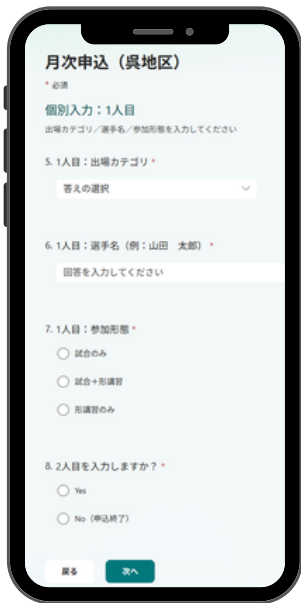 月次申込（呉地区）
* 必須
個別入力：1人目
出場カテゴリ／選手名／参加形態を入力してください
5. 1人目：出場カテゴリ *
答えの選択
6. 1人目：選手名（例：山田　太郎） *
回答を入力してください
7. 1人目：参加形態 *
試合のみ
試合＋形講習
形講習のみ
8. 2人目を入力しますか？ *
Yes
No（申込終了）
戻る 次へ